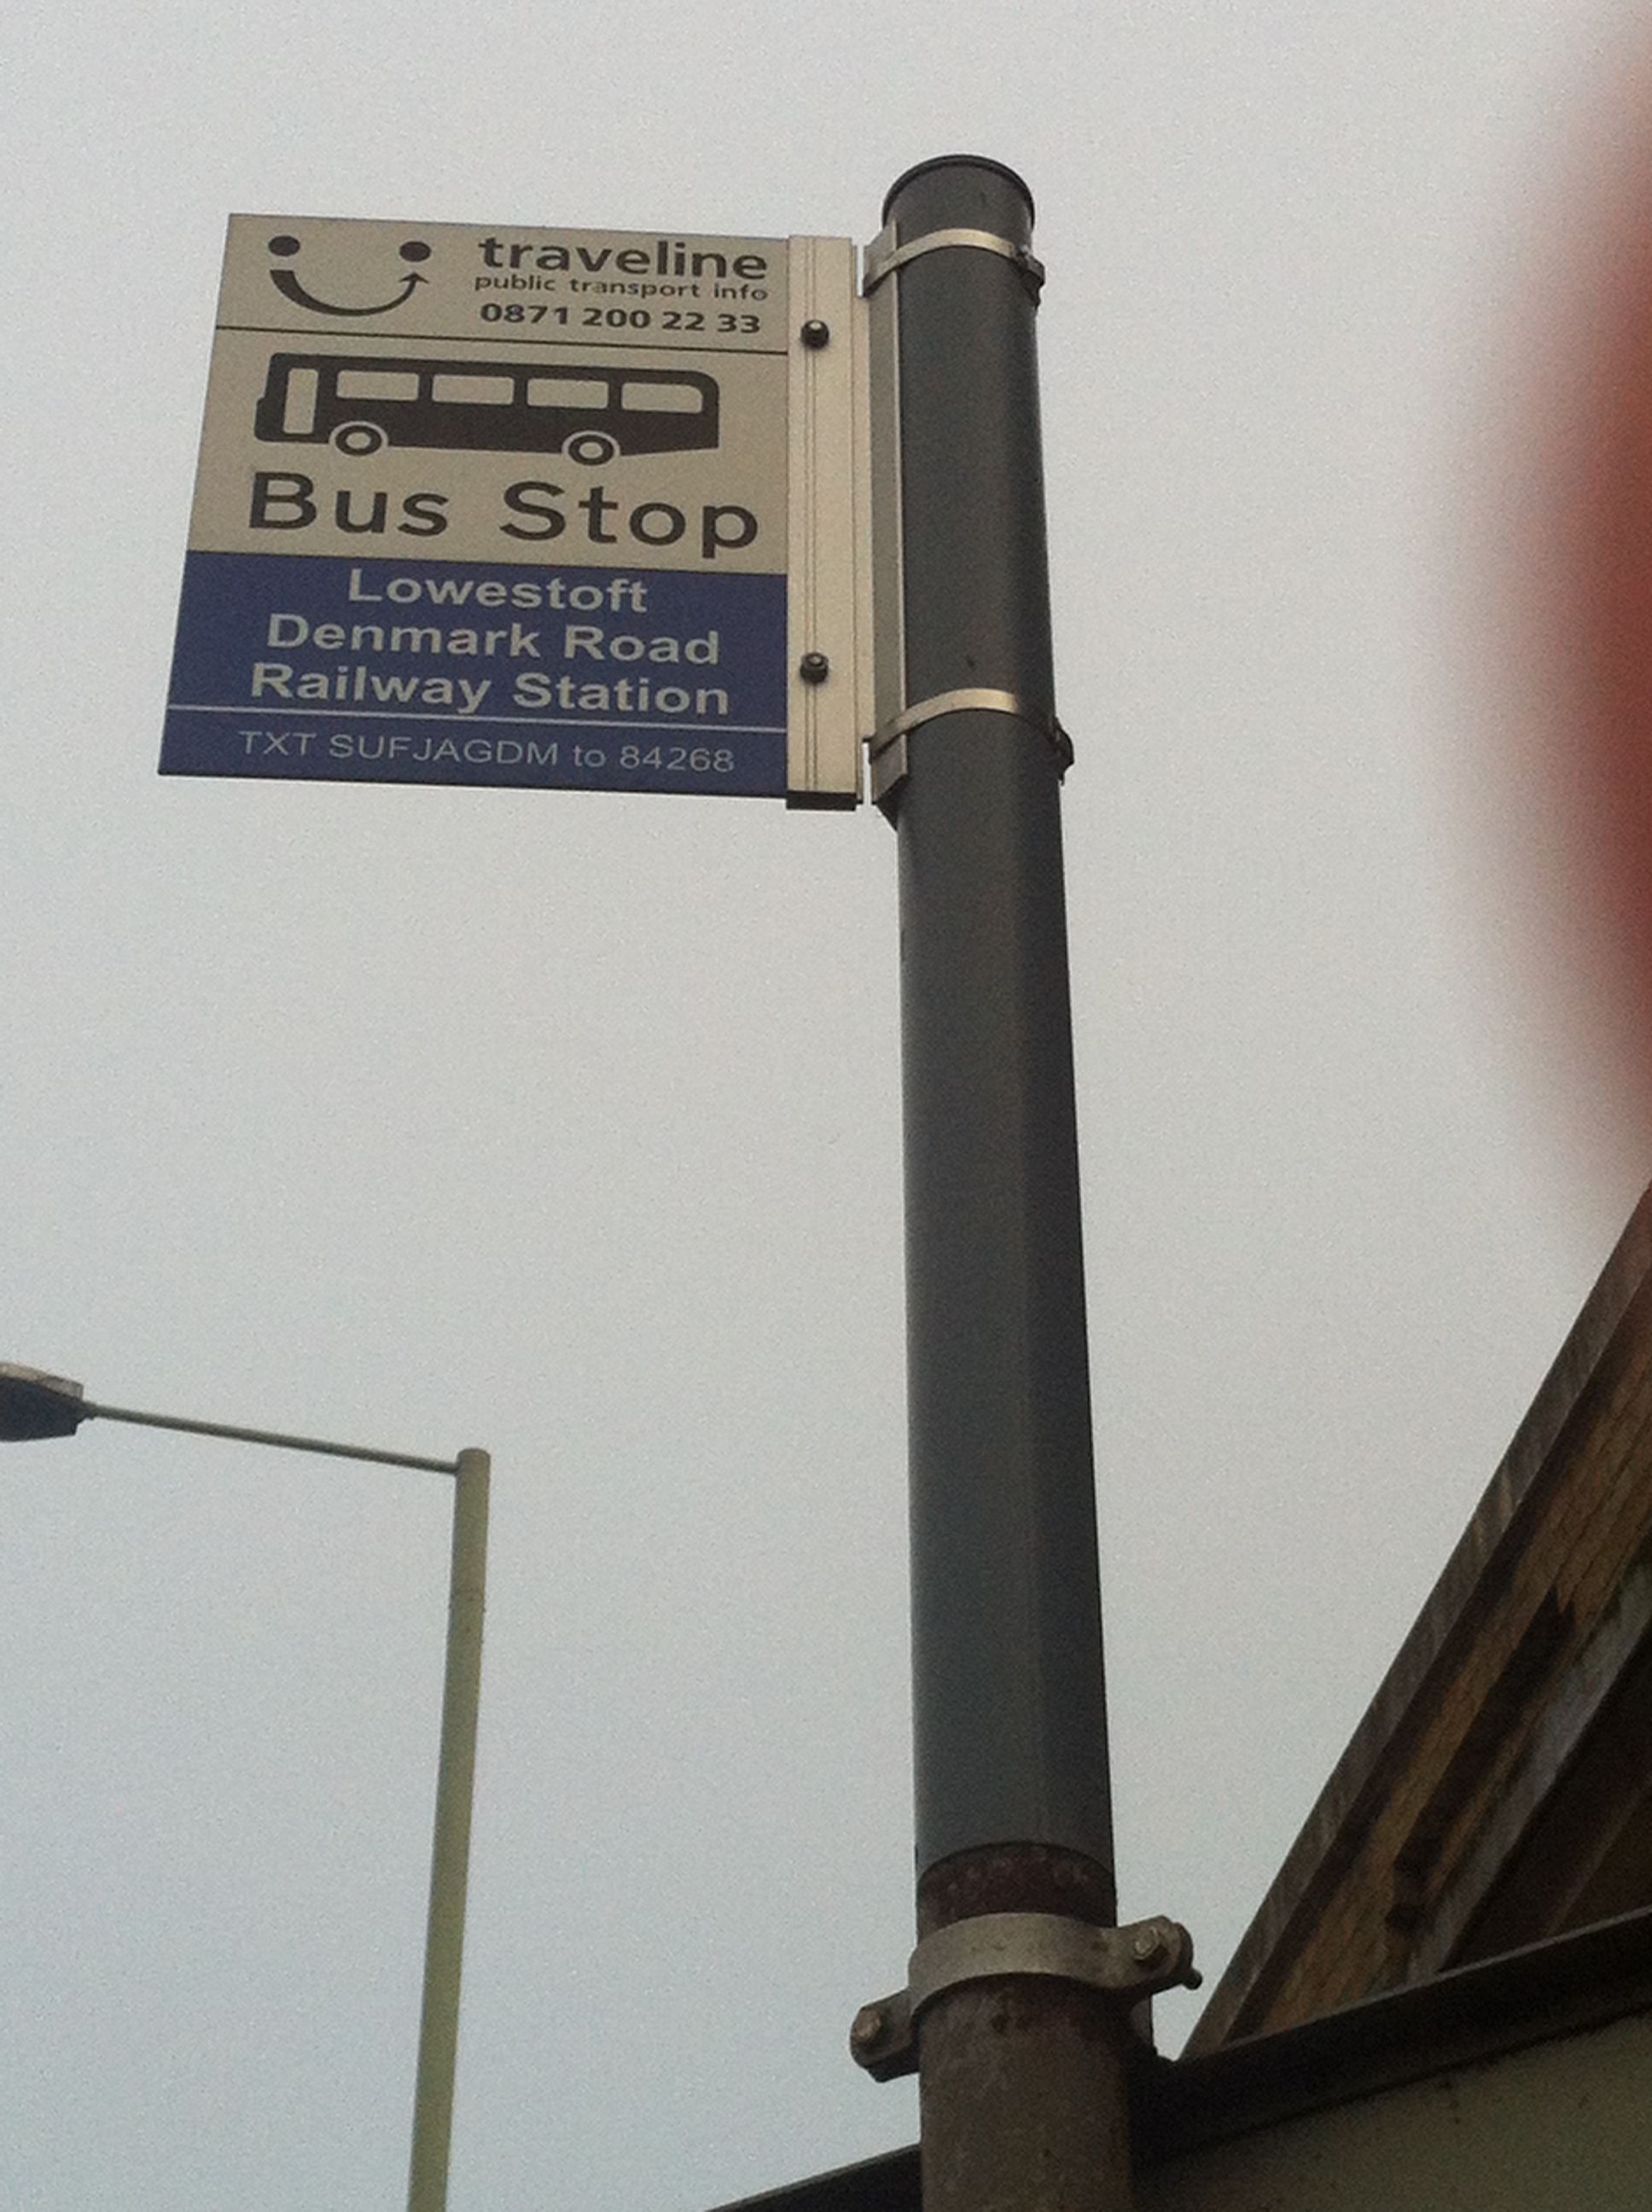 traveline
public transport info
0871 200 22 33
Bus Stop
Lowestoft
Denmark Road
Railway Station
TXT SUFJAGDM to 84268